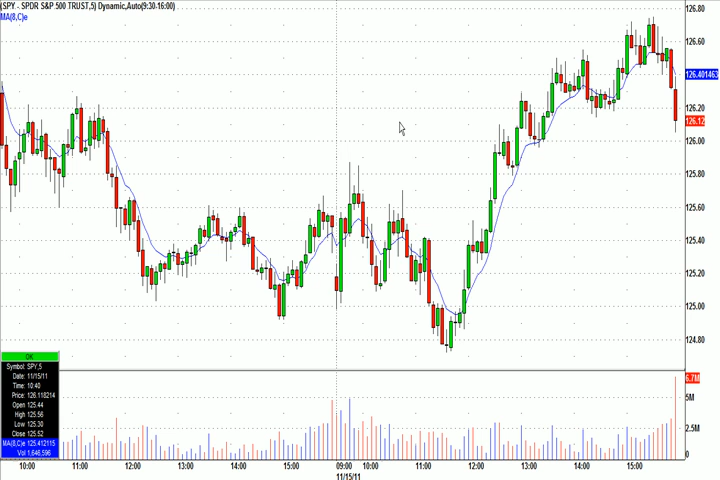 (SPY - SPDR S&P 500 TRUST,5) Dynamic,Auto(9:30-16:00)
MA(8,C)e
126.80
126.60
126.401463
126.20
126.12
126.00
125.80
125.60
125.40
125.20
125.00
124.80
6.7M
5M
2.5M
0
OK
Symbol: SPY,5
Date: 11/15/11
Time: 10:40
Price: 126.118214
Open 125.44
High 125.56
Low 125.30
Close 125.52
MA(8,C)e 125.412115
Vol 1,646,596
10:00 11:00 12:00 13:00 14:00 15:00 09:00 10:00 11:00 12:00 13:00 14:00 15:00
11/15/11